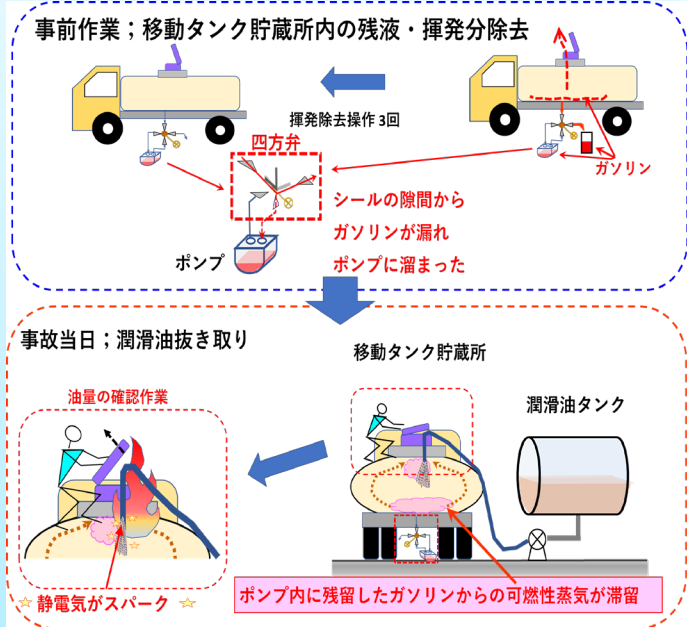 事前作業；移動タンク貯蔵所内の残液・揮発分除去
揮発除去操作 3回
四方弁
ガソリン
シールの隙間から
ガソリンが漏れ
ポンプに溜まった
ポンプ
事故当日；潤滑油抜き取り
移動タンク貯蔵所
油量の確認作業
潤滑油タンク
静電気がスパーク
ポンプ内に残留したガソリンからの可燃性蒸気が滞留